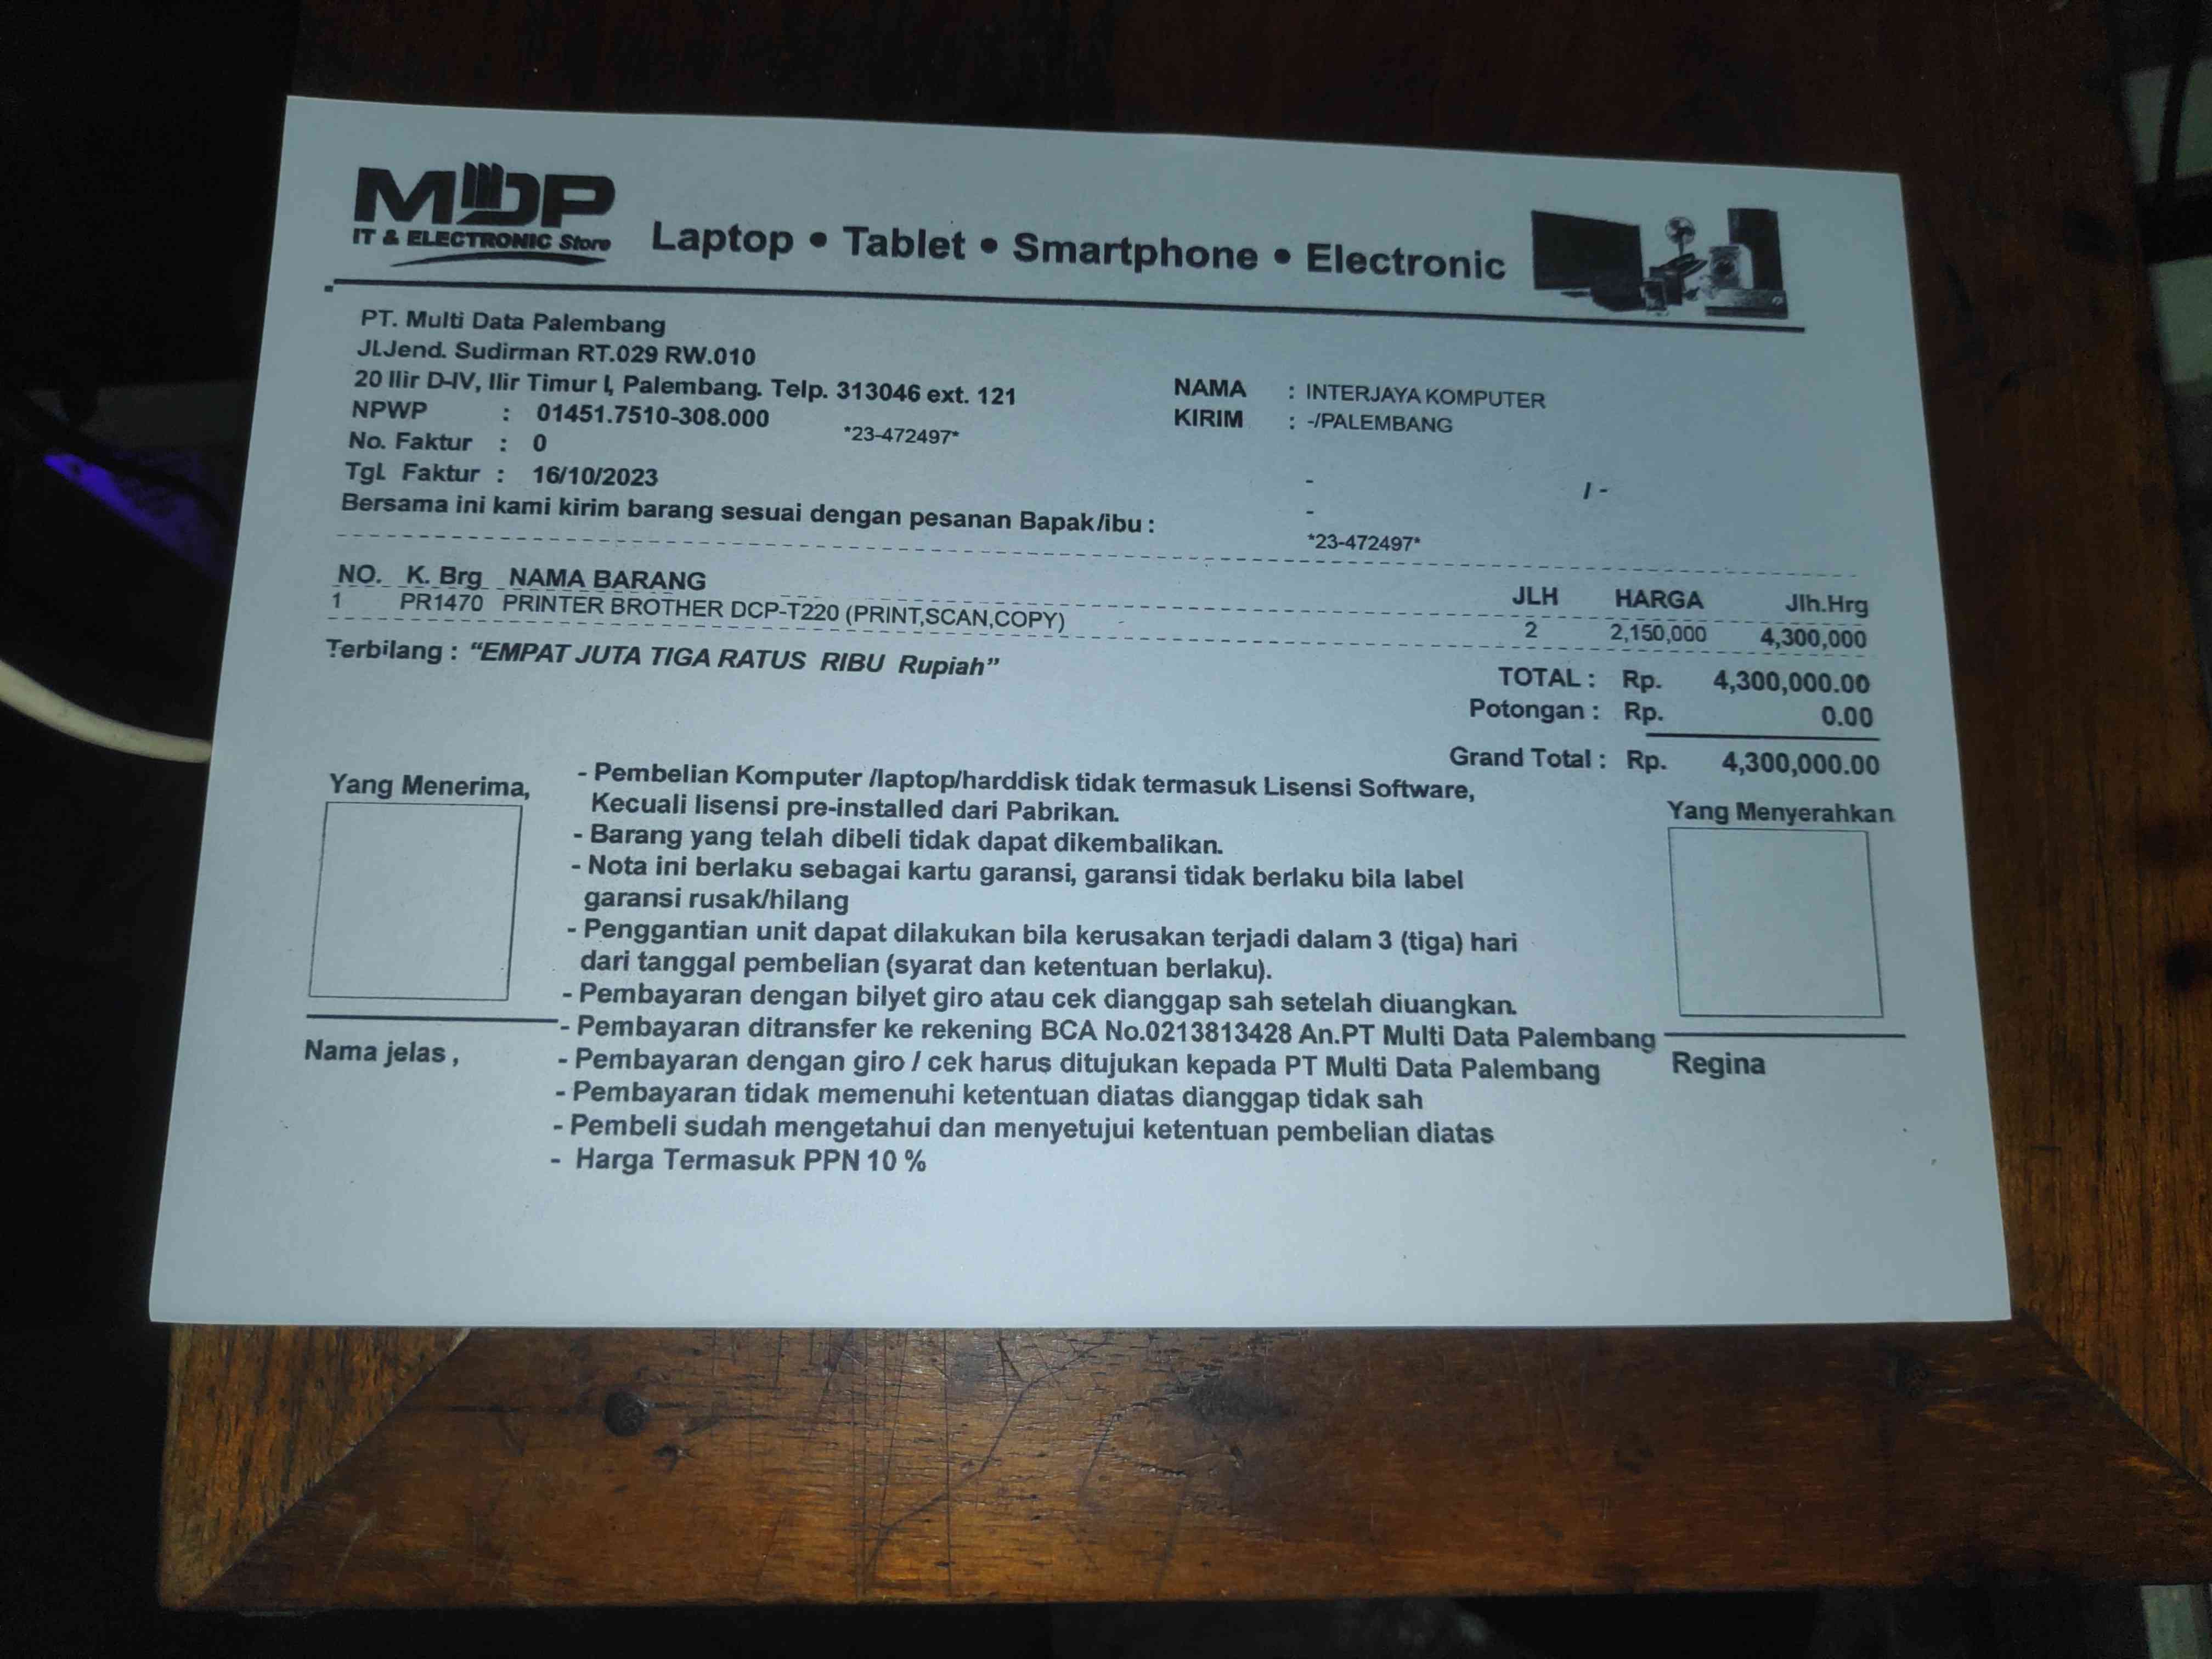 MDP
IT & ELECTRONIC Store
Laptop • Tablet • Smartphone • Electronic
PT. Multi Data Palembang
Jl.Jend. Sudirman RT.029 RW.010
20 Ilir D-IV, Ilir Timur I, Palembang. Telp. 313046 ext. 121
NPWP : 01451.7510-308.000
No. Faktur : 0 *23-472497*
Tgl. Faktur : 16/10/2023
NAMA : INTERJAYA KOMPUTER
KIRIM : -/PALEMBANG
- / -
-
*23-472497*
Bersama ini kami kirim barang sesuai dengan pesanan Bapak/ibu :
NO. K. Brg NAMA BARANG JLH HARGA Jlh.Hrg
1 PR1470 PRINTER BROTHER DCP-T220 (PRINT,SCAN,COPY) 2 2,150,000 4,300,000
Terbilang : “EMPAT JUTA TIGA RATUS RIBU Rupiah”
TOTAL : Rp. 4,300,000.00
Potongan : Rp. 0.00
Grand Total : Rp. 4,300,000.00
Yang Menerima,
Nama jelas ,
- Pembelian Komputer /laptop/harddisk tidak termasuk Lisensi Software,
Kecuali lisensi pre-installed dari Pabrikan.
- Barang yang telah dibeli tidak dapat dikembalikan.
- Nota ini berlaku sebagai kartu garansi, garansi tidak berlaku bila label
garansi rusak/hilang
- Penggantian unit dapat dilakukan bila kerusakan terjadi dalam 3 (tiga) hari
dari tanggal pembelian (syarat dan ketentuan berlaku).
- Pembayaran dengan bilyet giro atau cek dianggap sah setelah diuangkan.
- Pembayaran ditransfer ke rekening BCA No.0213813428 An.PT Multi Data Palembang
- Pembayaran dengan giro / cek harus ditujukan kepada PT Multi Data Palembang
- Pembayaran tidak memenuhi ketentuan diatas dianggap tidak sah
- Pembeli sudah mengetahui dan menyetujui ketentuan pembelian diatas
- Harga Termasuk PPN 10 %
Yang Menyerahkan
Regina